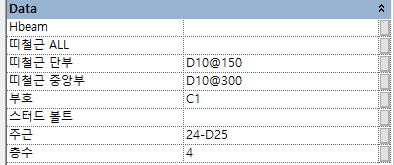 Data
Hbeam
띠철근 ALL
띠철근 단부 D10@150
띠철근 중앙부 D10@300
부호 C1
스터드 볼트
주근 24-D25
층수 4